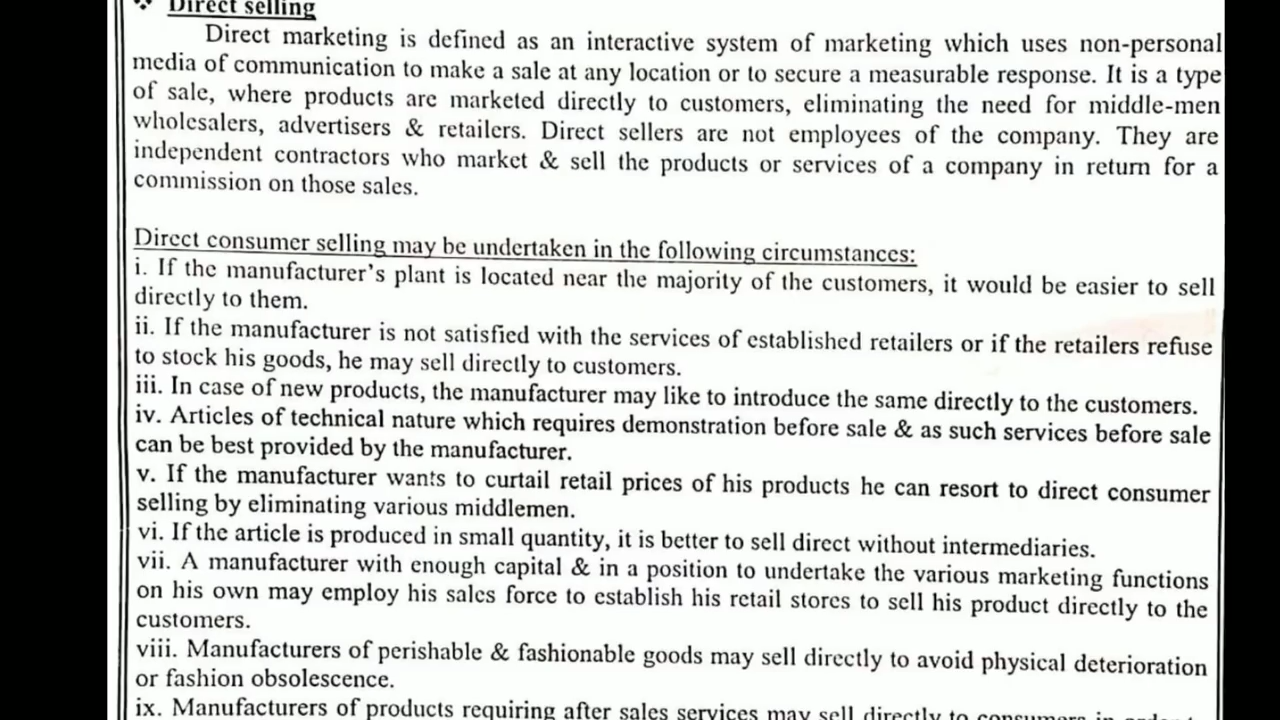 ❖ Direct selling
Direct marketing is defined as an interactive system of marketing which uses non-personal
media of communication to make a sale at any location or to secure a measurable response. It is a type
of sale, where products are marketed directly to customers, eliminating the need for middle-men
wholesalers, advertisers & retailers. Direct sellers are not employees of the company. They are
independent contractors who market & sell the products or services of a company in return for a
commission on those sales.
Direct consumer selling may be undertaken in the following circumstances:
i. If the manufacturer's plant is located near the majority of the customers, it would be easier to sell
directly to them.
ii. If the manufacturer is not satisfied with the services of established retailers or if the retailers refuse
to stock his goods, he may sell directly to customers.
iii. In case of new products, the manufacturer may like to introduce the same directly to the customers.
iv. Articles of technical nature which requires demonstration before sale & as such services before sale
can be best provided by the manufacturer.
v. If the manufacturer wants to curtail retail prices of his products he can resort to direct consumer
selling by eliminating various middlemen.
vi. If the article is produced in small quantity, it is better to sell direct without intermediaries.
vii. A manufacturer with enough capital & in a position to undertake the various marketing functions
on his own may employ his sales force to establish his retail stores to sell his product directly to the
customers.
viii. Manufacturers of perishable & fashionable goods may sell directly to avoid physical deterioration
or fashion obsolescence.
ix. Manufacturers of products requiring after sales services may sell directly to consumers in order t